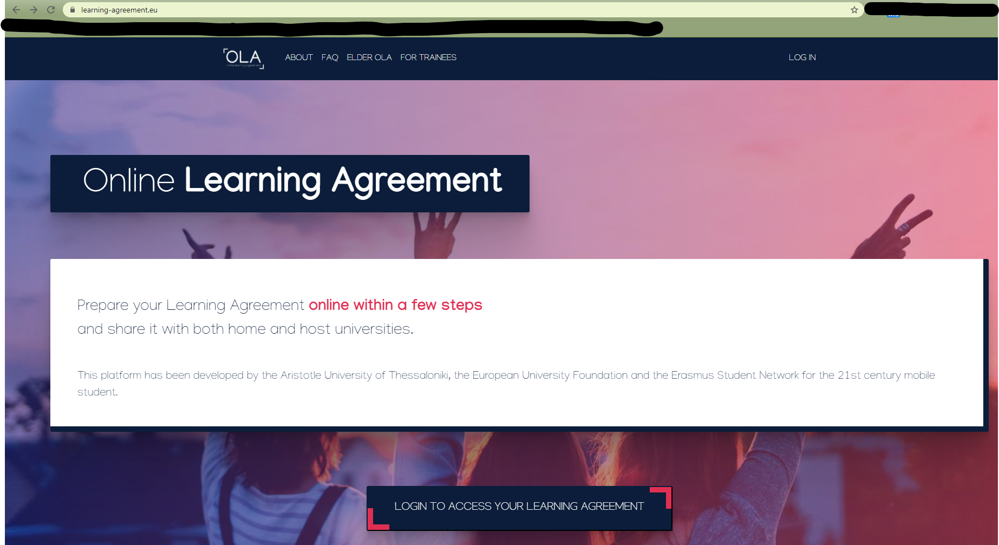 learning-agreement.eu
OLA
online learning agreement
ABOUT FAQ ELDER OLA FOR TRAINEES
LOG IN
Online Learning Agreement
Prepare your Learning Agreement online within a few steps
and share it with both home and host universities.
This platform has been developed by the Aristotle University of Thessaloniki, the European University Foundation and the Erasmus Student Network for the 21st century mobile
student.
LOGIN TO ACCESS YOUR LEARNING AGREEMENT